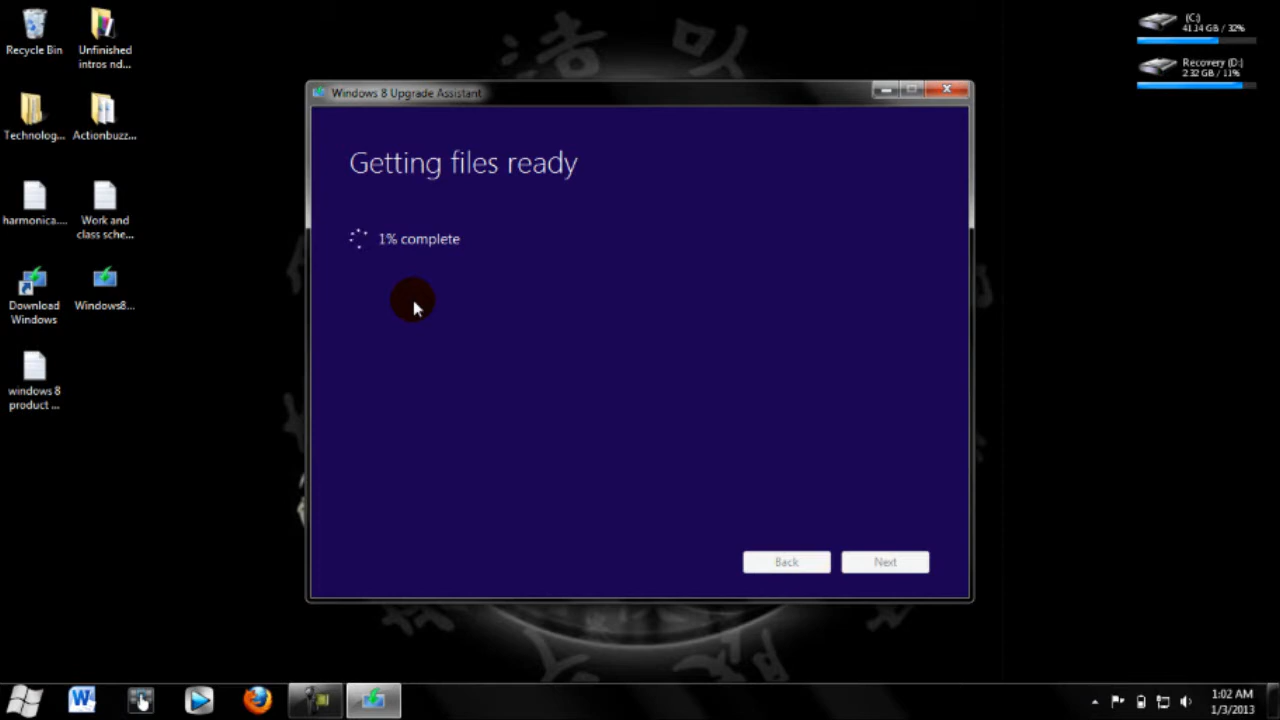 Recycle Bin
Unfinished
intros nd...
Technolog...
Actionbuzz...
harmonica....
Work and
class sche...
Download
Windows
Windows8...
windows 8
product ...
Windows 8 Upgrade Assistant
Getting files ready
1% complete
Back
Next
(C:)
41.14 GB / 32%
Recovery (D:)
2.32 GB / 11%
1:02 AM
1/3/2013